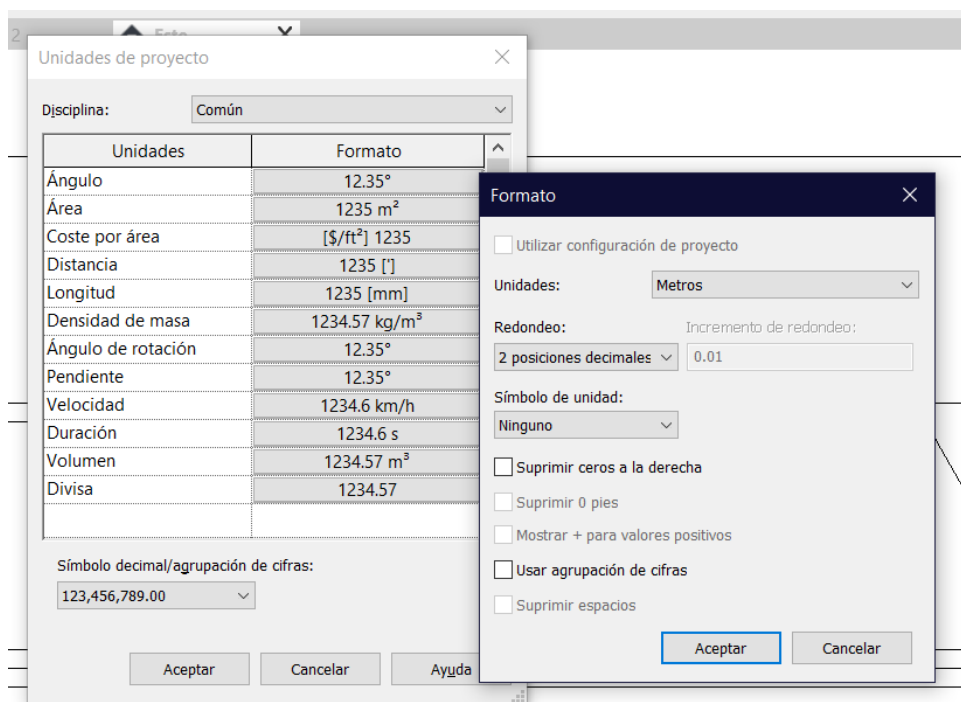 2
Este
Unidades de proyecto
Disciplina:
Común
Unidades
Formato
Ángulo
12.35°
Área
1235 m²
Coste por área
[$/ft²] 1235
Distancia
1235 [']
Longitud
1235 [mm]
Densidad de masa
1234.57 kg/m³
Ángulo de rotación
12.35°
Pendiente
12.35°
Velocidad
1234.6 km/h
Duración
1234.6 s
Volumen
1234.57 m³
Divisa
1234.57
Símbolo decimal/agrupación de cifras:
123,456,789.00
Aceptar
Cancelar
Ayuda
Formato
Utilizar configuración de proyecto
Unidades:
Metros
Redondeo:
Incremento de redondeo:
2 posiciones decimales
0.01
Símbolo de unidad:
Ninguno
Suprimir ceros a la derecha
Suprimir 0 pies
Mostrar + para valores positivos
Usar agrupación de cifras
Suprimir espacios
Aceptar
Cancelar